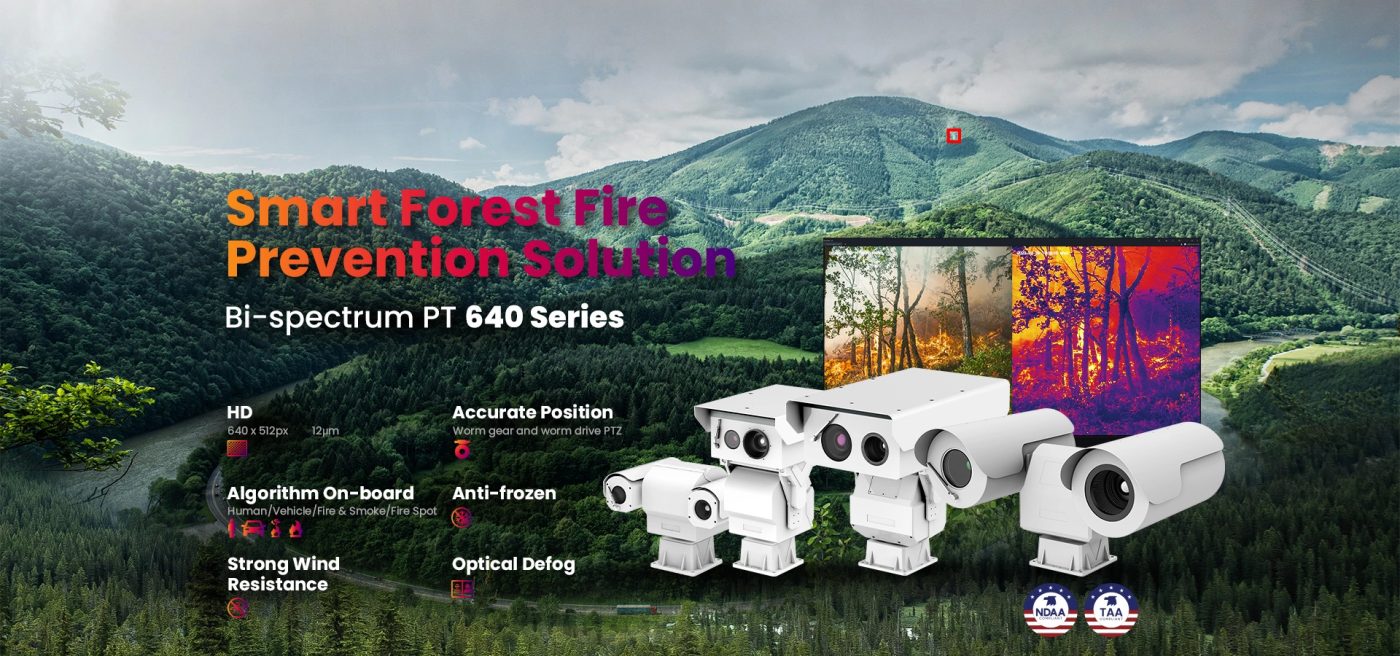 Smart Forest Fire
Prevention Solution
Bi-spectrum PT 640 Series
HD
640 x 512px 12μm
Accurate Position
Worm gear and worm drive PTZ
Algorithm On-board
Human/Vehicle/Fire & Smoke/Fire Spot
Anti-frozen
Strong Wind
Resistance
Optical Defog
NDAA
COMPLIANT
TAA
COMPLIANT